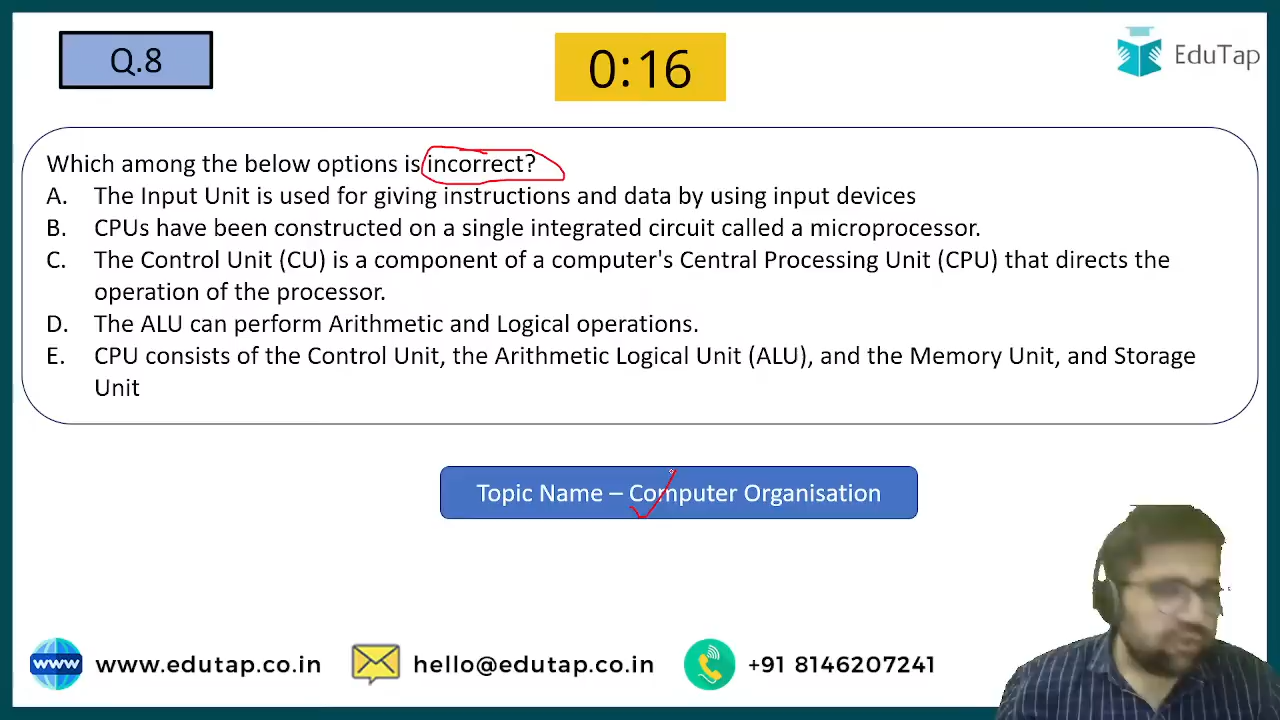 Q.8
0:16
EduTap
Which among the below options is incorrect?
A. The Input Unit is used for giving instructions and data by using input devices
B. CPUs have been constructed on a single integrated circuit called a microprocessor.
C. The Control Unit (CU) is a component of a computer's Central Processing Unit (CPU) that directs the
operation of the processor.
D. The ALU can perform Arithmetic and Logical operations.
E. CPU consists of the Control Unit, the Arithmetic Logical Unit (ALU), and the Memory Unit, and Storage
Unit
Topic Name – Computer Organisation
www
www.edutap.co.in
hello@edutap.co.in
+91 8146207241